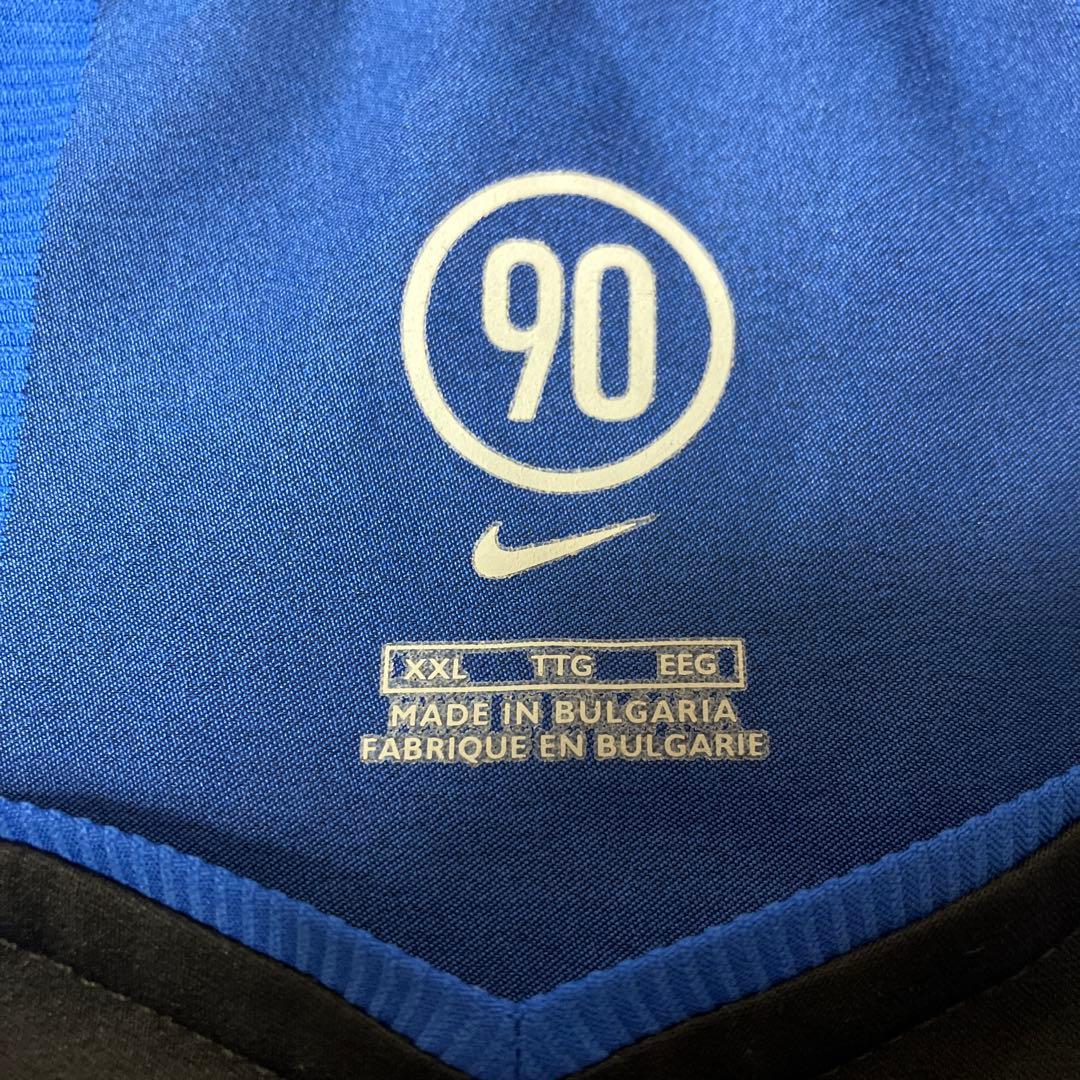 90
XXL TTG EEG
MADE IN BULGARIA
FABRIQUE EN BULGARIE